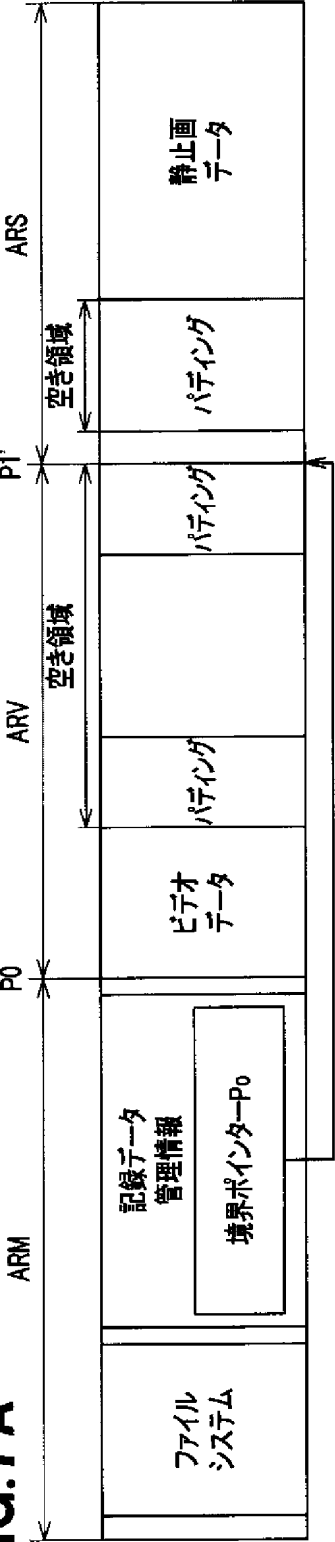 IG.7A
ARM
P0
ARV
P1'
ARS
空き領域
空き領域
ファイル
システム
記録データ
管理情報
境界ポインターPo
ビデオ
データ
パディング
パディング
パディング
静止画
データ